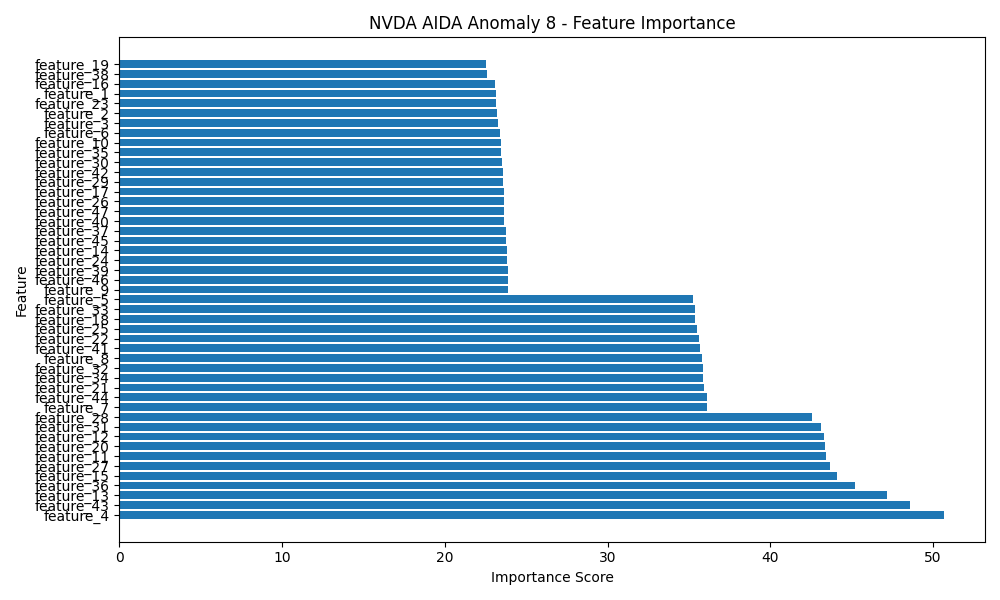 NVDA AIDA Anomaly 8 - Feature Importance
feature_19
feature_38
feature_16
feature_1
feature_23
feature_2
feature_3
feature_6
feature_10
feature_35
feature_30
feature_42
feature_29
feature_17
feature_26
feature_47
feature_40
feature_37
feature_45
feature_14
feature_24
feature_39
feature_46
feature_9
feature_5
feature_33
feature_18
feature_25
feature_22
feature_41
feature_8
feature_32
feature_34
feature_21
feature_44
feature_7
feature_28
feature_31
feature_12
feature_20
feature_11
feature_27
feature_15
feature_36
feature_13
feature_43
feature_4
Feature
0 10 20 30 40 50
Importance Score